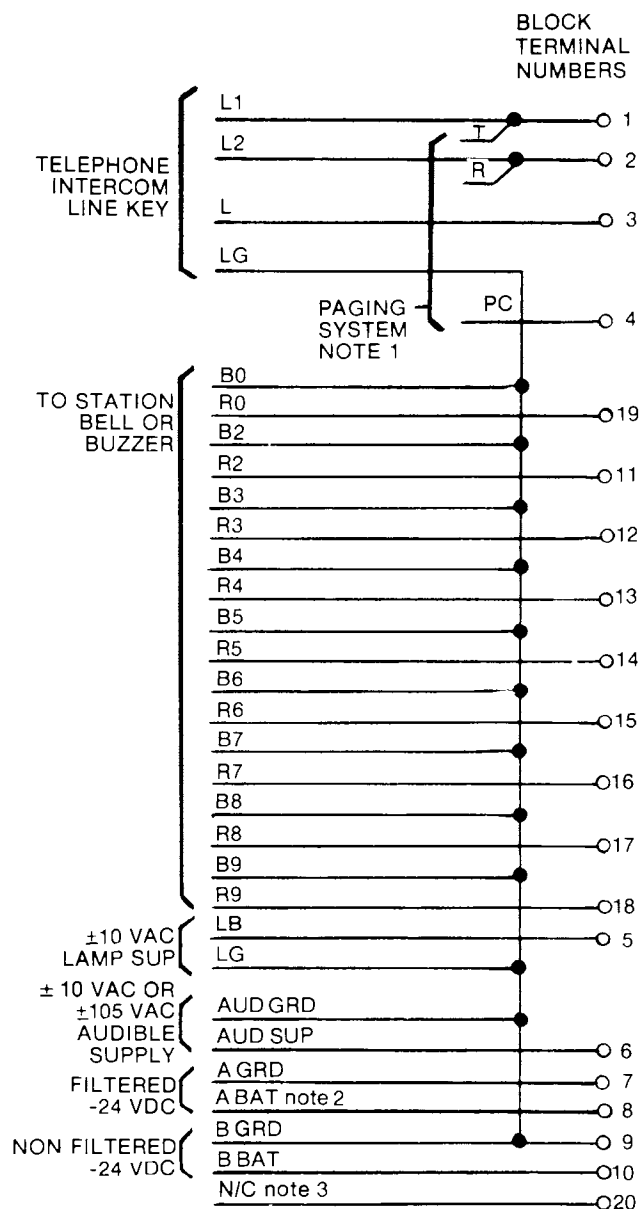 BLOCK
TERMINAL
NUMBERS
L1
T
1
L2
R
2
TELEPHONE
INTERCOM
LINE KEY
L
3
LG
PAGING
SYSTEM
NOTE 1
PC
4
TO STATION
BELL OR
BUZZER
B0
R0
19
B2
R2
11
B3
R3
12
B4
R4
13
B5
R5
14
B6
R6
15
B7
R7
16
B8
R8
17
B9
R9
18
±10 VAC
LAMP SUP
LB
5
LG
± 10 VAC OR
±105 VAC
AUDIBLE
SUPPLY
AUD GRD
AUD SUP
6
FILTERED
-24 VDC
A GRD
7
A BAT note 2
8
NON FILTERED
-24 VDC
B GRD
9
B BAT
10
N/C note 3
20